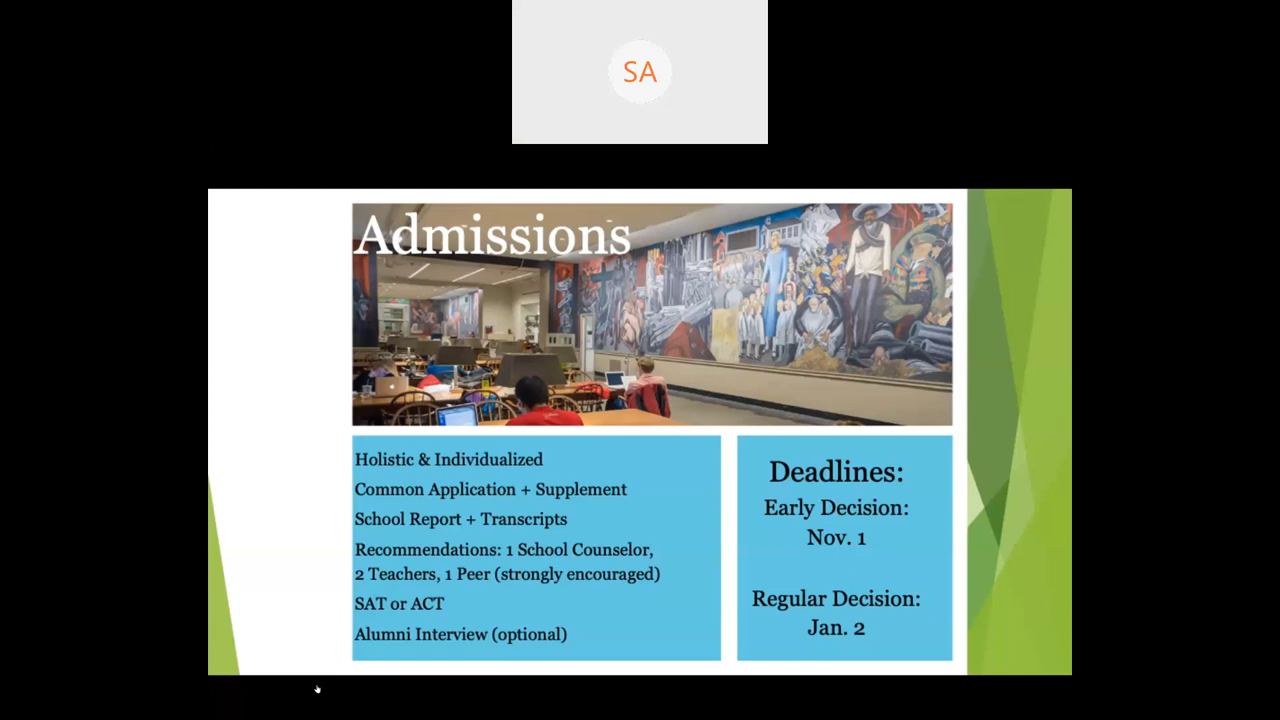 SA
Admissions
Holistic & Individualized
Common Application + Supplement
School Report + Transcripts
Recommendations: 1 School Counselor,
2 Teachers, 1 Peer (strongly encouraged)
SAT or ACT
Alumni Interview (optional)
Deadlines:
Early Decision:
Nov. 1
Regular Decision:
Jan. 2